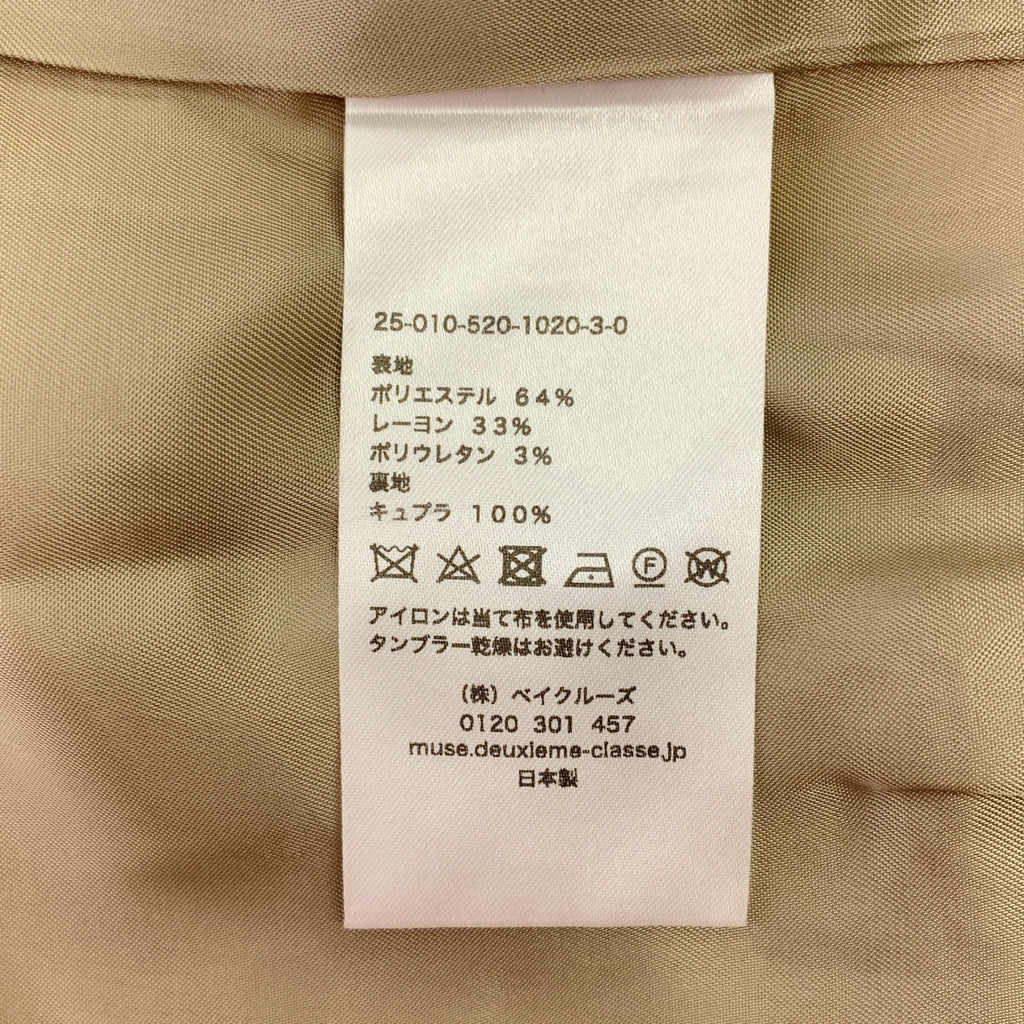 25-010-520-1020-3-0
表地
ポリエステル 64%
レーヨン 33%
ポリウレタン 3%
裏地
キュプラ 100%
F W
アイロンは当て布を使用してください。
タンブラー乾燥はお避けください。
(株) ベイクルーズ
0120 301 457
muse.deuxieme-classe.jp
日本製